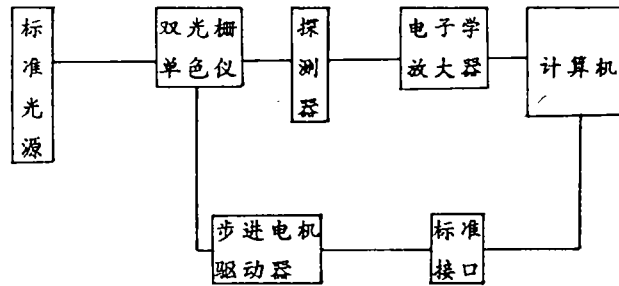 标准光源
双光栅
单色仪
探测器
电子学
放大器
计算机
步进电机
驱动器
标准
接口